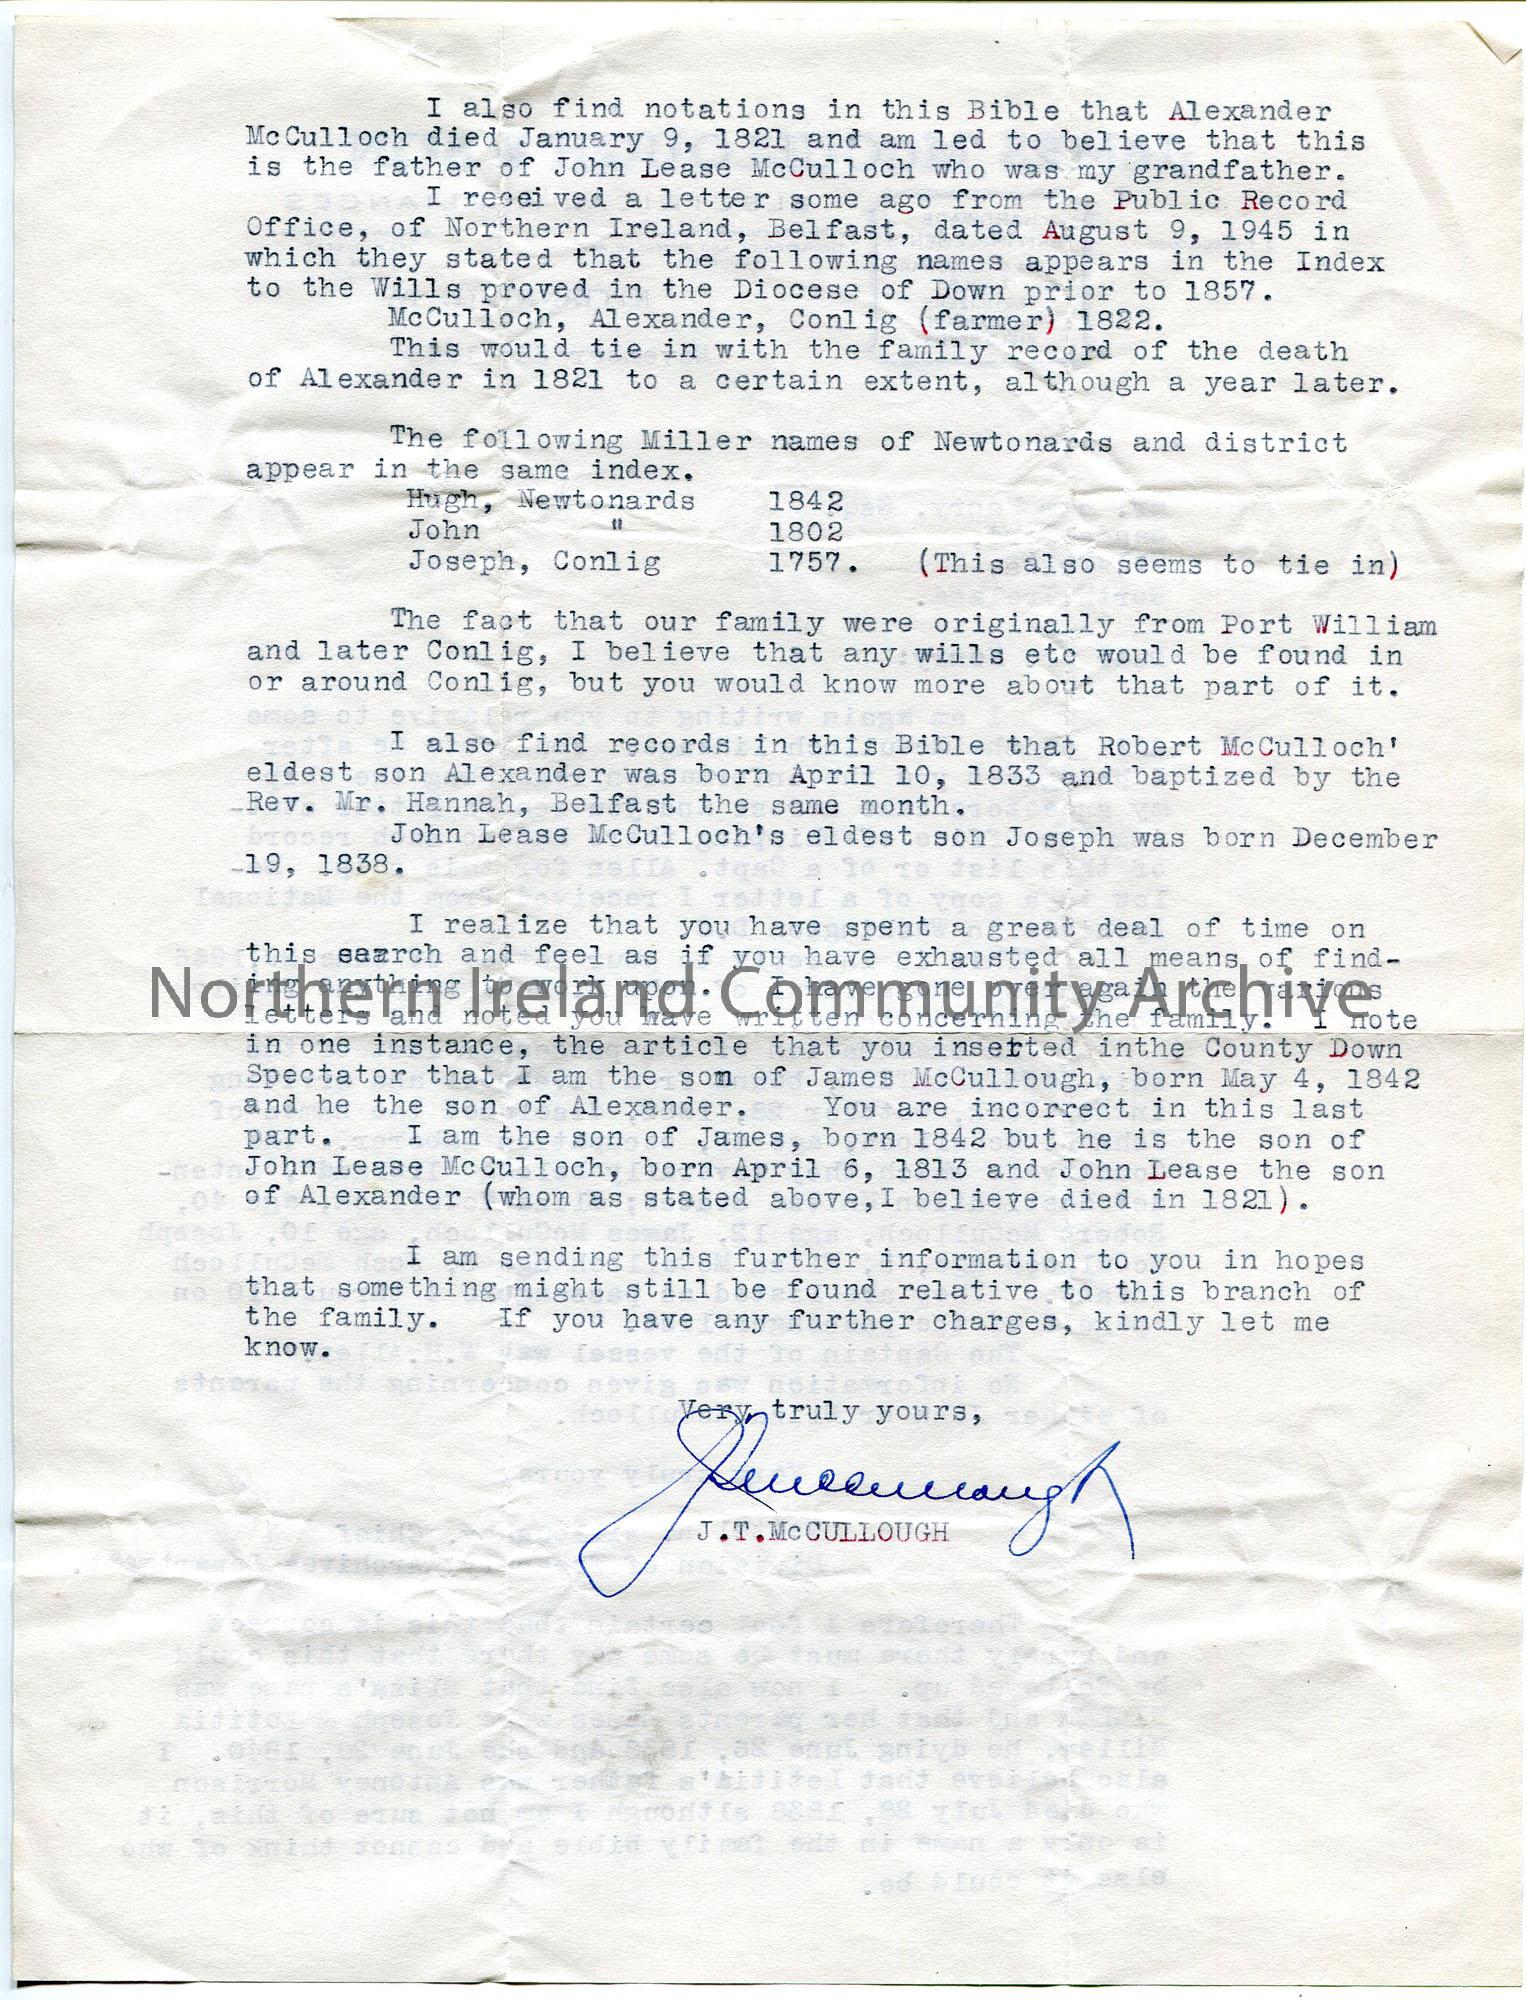 I also find notations in this Bible that Alexander
McCulloch died January 9, 1821 and am led to believe that this
is the father of John Lease McCulloch who was my grandfather.
I received a letter some ago from the Public Record
Office, of Northern Ireland, Belfast, dated August 9, 1945 in
which they stated that the following names appears in the Index
to the Wills proved in the Diocese of Down prior to 1857.
McCulloch, Alexander, Conlig (farmer) 1822.
This would tie in with the family record of the death
of Alexander in 1821 to a certain extent, although a year later.
The following Miller names of Newtonards and district
appear in the same index.
Hugh, Newtonards 1842
John " 1802
Joseph, Conlig 1757. (This also seems to tie in)
The fact that our family were originally from Port William
and later Conlig, I believe that any wills etc would be found in
or around Conlig, but you would know more about that part of it.
I also find records in this Bible that Robert McCulloch'
eldest son Alexander was born April 10, 1833 and baptized by the
Rev. Mr. Hannah, Belfast the same month.
John Lease McCulloch's eldest son Joseph was born December
19, 1838.
I realize that you have spent a great deal of time on
this search and feel as if you have exhausted all means of find-
ing anything to work upon. I have gone over again the various
Northern Ireland Community Archive
letters and noted you have written concerning the family. I note
in one instance, the article that you inserted inthe County Down
Spectator that I am the son of James McCullough, born May 4, 1842
and he the son of Alexander. You are incorrect in this last
part. I am the son of James, born 1842 but he is the son of
John Lease McCulloch, born April 6, 1813 and John Lease the son
of Alexander (whom as stated above,I believe died in 1821).
I am sending this further information to you in hopes
that something might still be found relative to this branch of
the family. If you have any further charges, kindly let me
know.
Very truly yours,
J.T.McCULLOUGH